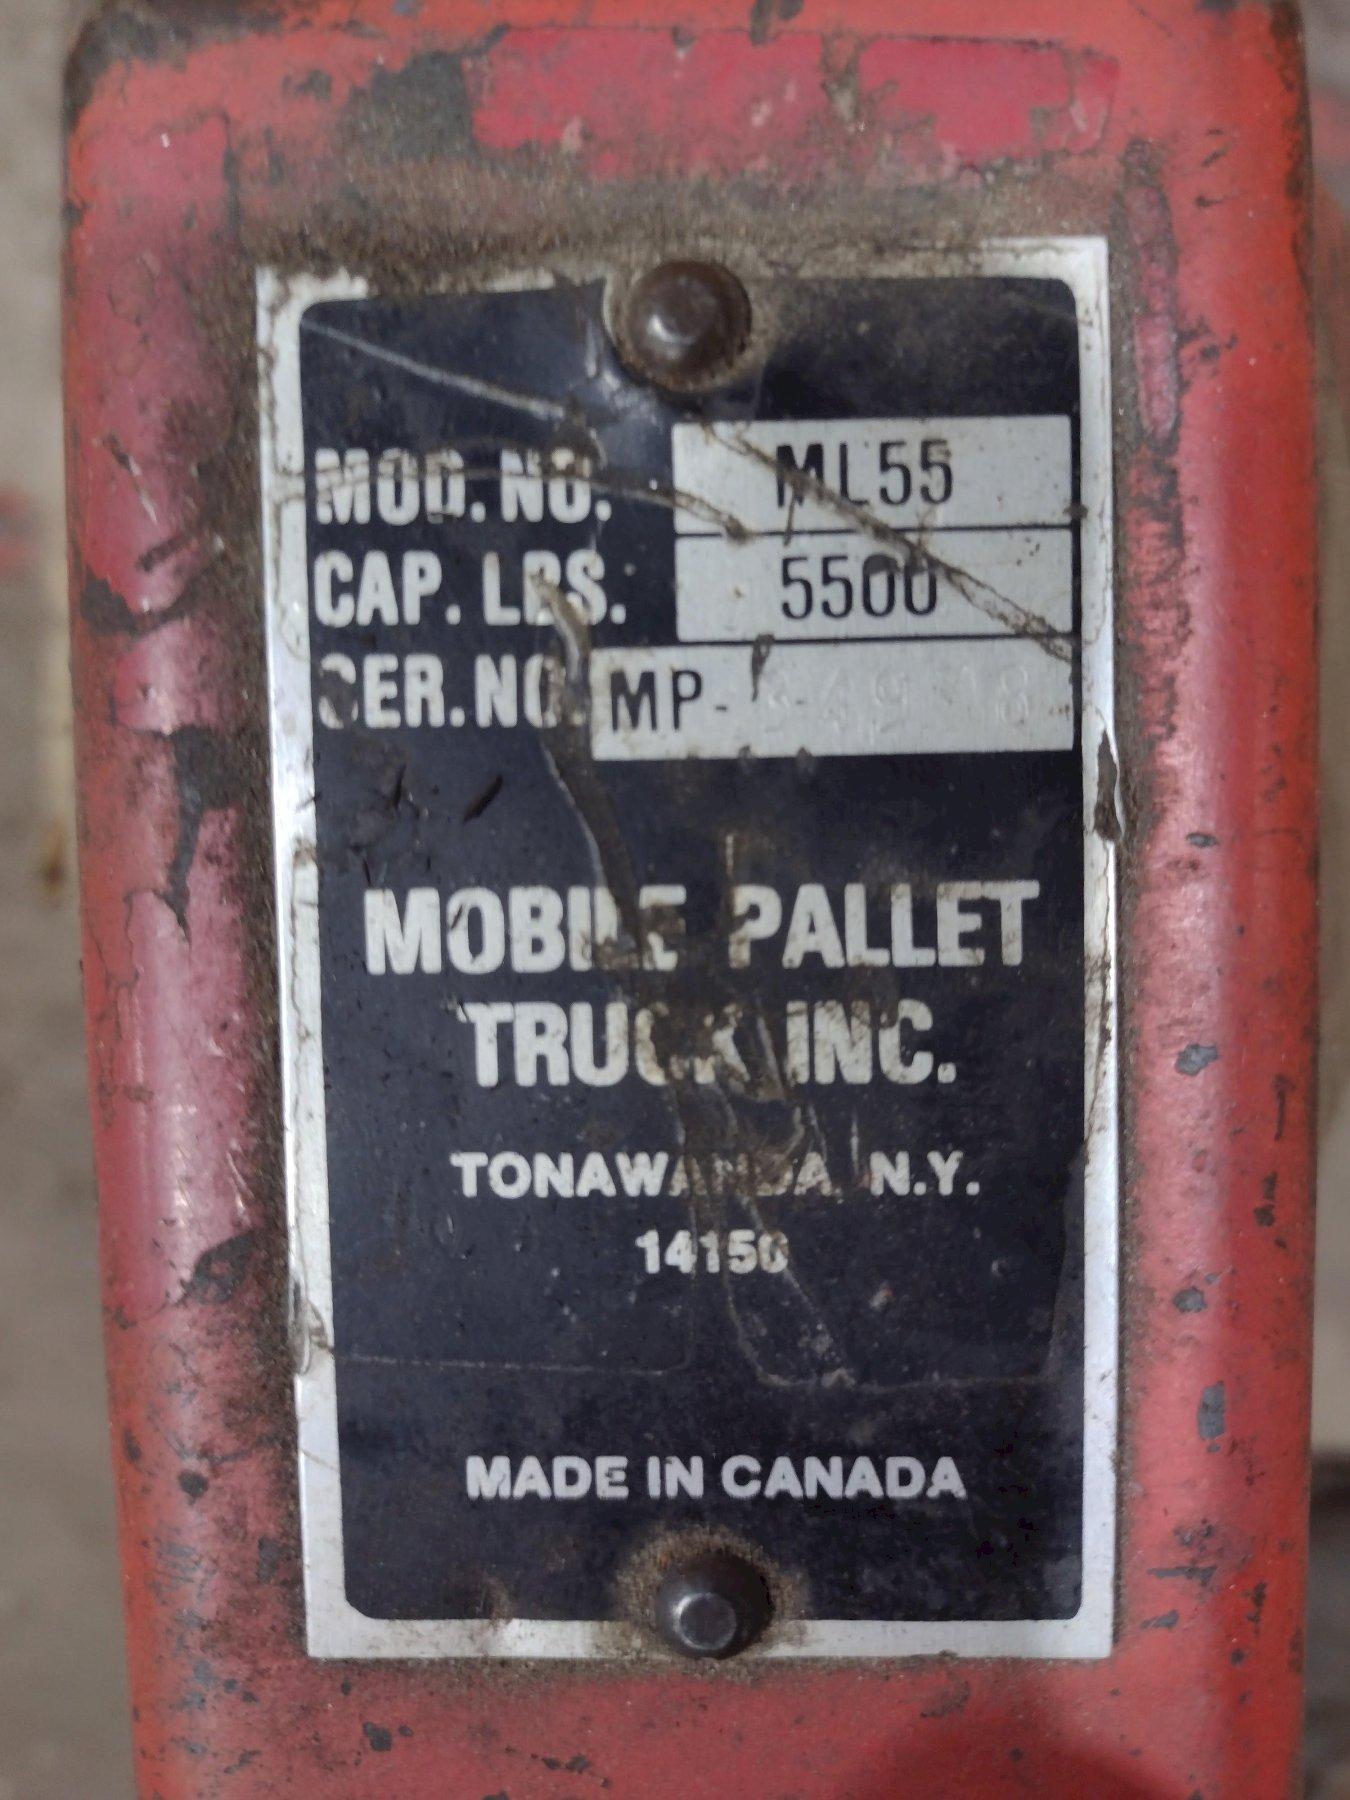 MOD. NO. ML55
CAP. LBS. 5500
SER. NO. MP-
MOBILE PALLET
TRUCK INC.
TONAWANDA, N.Y.
14150
MADE IN CANADA